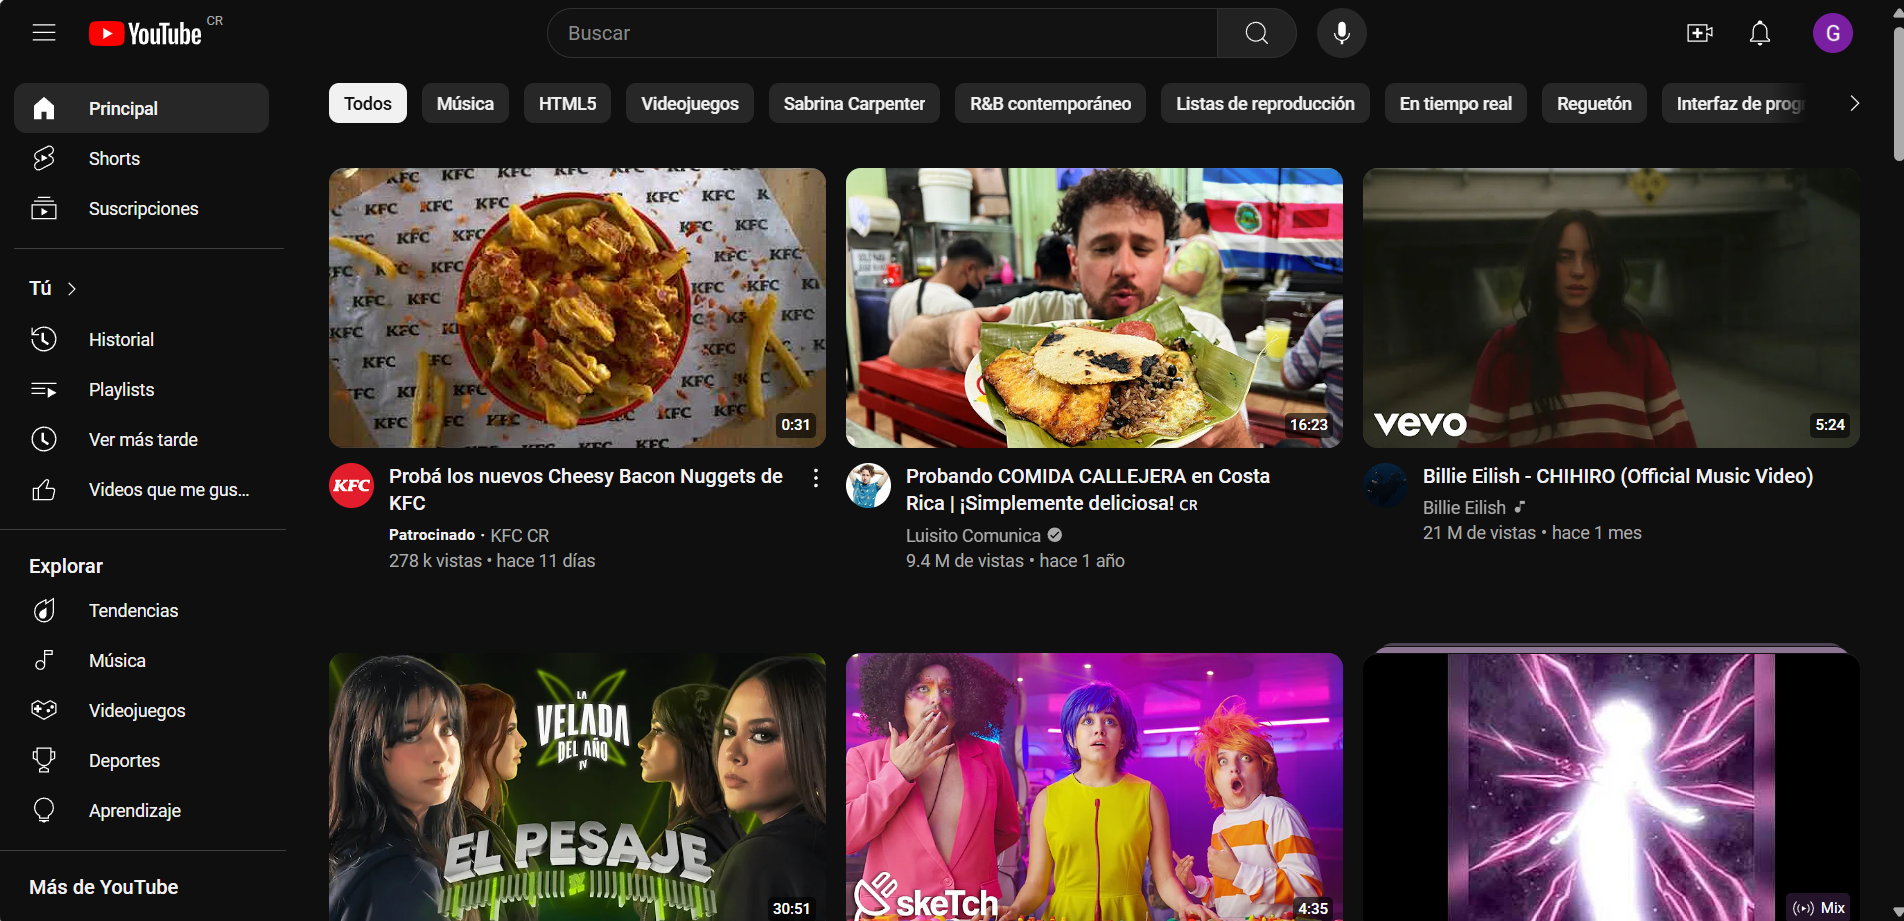 YouTube CR
Buscar
G
Principal
Shorts
Suscripciones
Tú
Historial
Playlists
Ver más tarde
Videos que me gus...
Explorar
Tendencias
Música
Videojuegos
Deportes
Aprendizaje
Más de YouTube
Todos
Música
HTML5
Videojuegos
Sabrina Carpenter
R&B contemporáneo
Listas de reproducción
En tiempo real
Reguetón
Interfaz de progr
KFC KFC KFC KFC
0:31
KFC
Probá los nuevos Cheesy Bacon Nuggets de
KFC
Patrocinado · KFC CR
278 k vistas • hace 11 días
16:23
Probando COMIDA CALLEJERA en Costa
Rica | ¡Simplemente deliciosa! CR
Luisito Comunica
9.4 M de vistas • hace 1 año
vevo
5:24
Billie Eilish - CHIHIRO (Official Music Video)
Billie Eilish
21 M de vistas • hace 1 mes
LA
VELADA
DEL AÑO
IV
EL PESAJE
30:51
skeTch
4:35
Mix